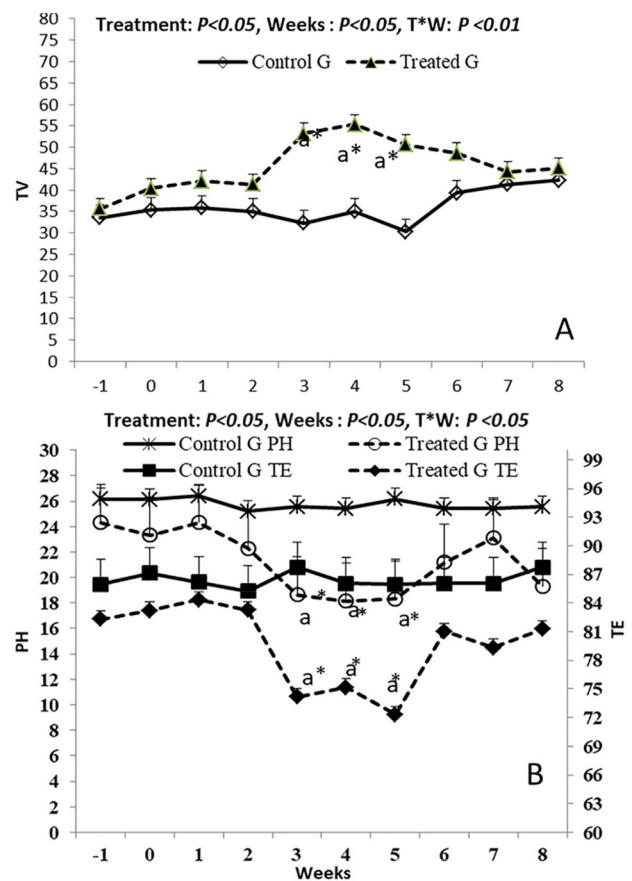 Treatment: P<0.05, Weeks : P<0.05, T*W: P <0.01
Control G Treated G
80
75
70
65
60
55
50
45
40
35
30
25
20
15
10
5
0
TV
a*
a* a*
A
-1 0 1 2 3 4 5 6 7 8
Treatment: P<0.05, Weeks : P<0.05, T*W: P <0.05
Control G PH Treated G PH
Control G TE Treated G TE
30
28
26
24
22
20
18
16
14
12
10
8
6
4
2
0
PH
99
96
93
90
87
84
81
78
75
72
69
66
63
60
TE
a * a* a*
a* a* a*
B
-1 0 1 2 3 4 5 6 7 8
Weeks